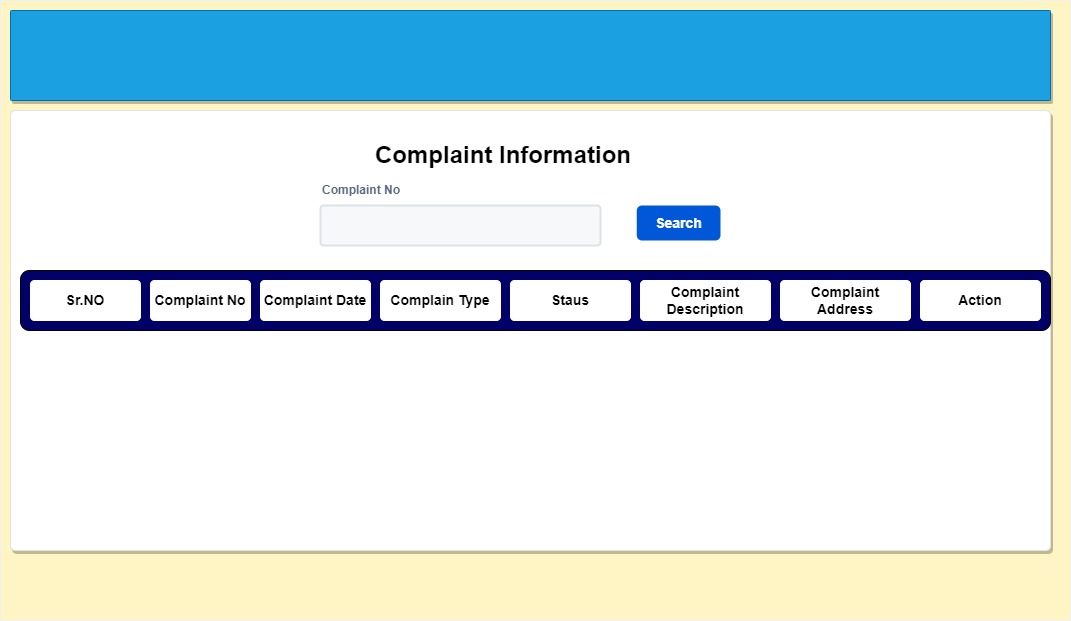 Complaint Information
Complaint No
Search
Sr.NO
Complaint No
Complaint Date
Complain Type
Staus
Complaint
Description
Complaint
Address
Action